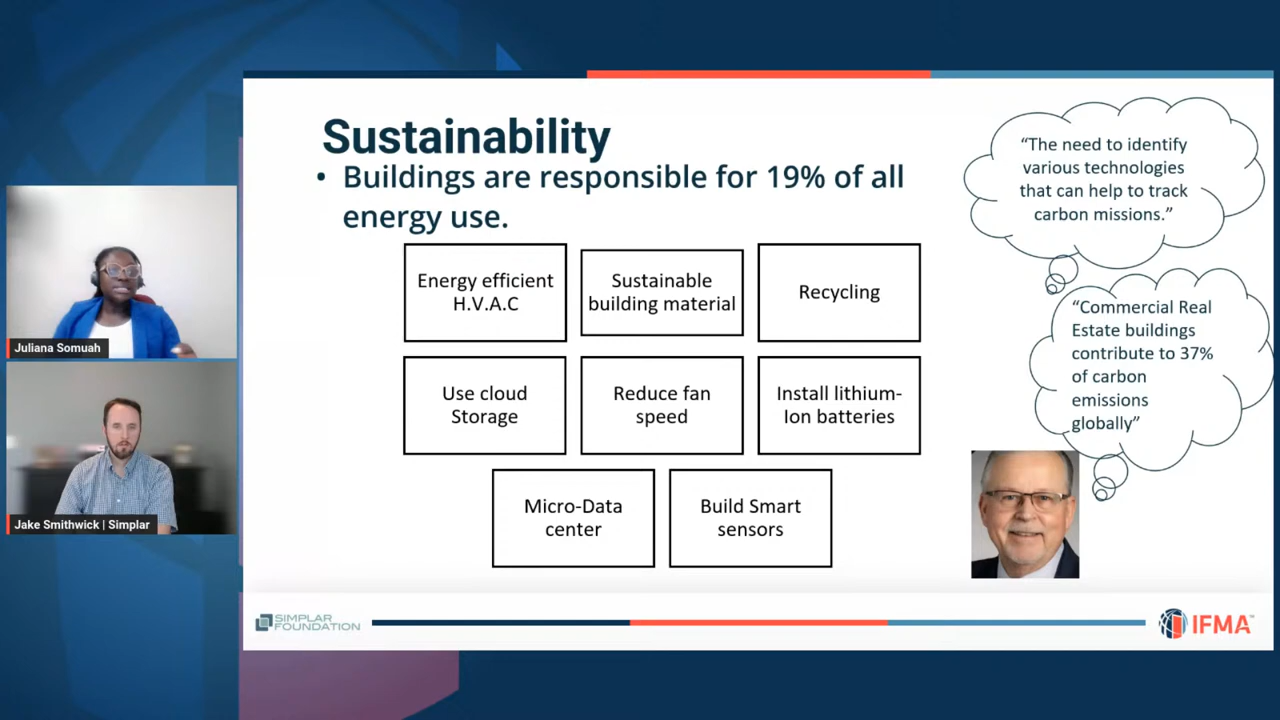 Sustainability
• Buildings are responsible for 19% of all
energy use.
Energy efficient
H.V.A.C
Sustainable
building material
Recycling
Use cloud
Storage
Reduce fan
speed
Install lithium-
Ion batteries
Micro-Data
center
Build Smart
sensors
“The need to identify
various technologies
that can help to track
carbon missions.”
“Commercial Real
Estate buildings
contribute to 37%
of carbon
emissions
globally”
Juliana Somuah
Jake Smithwick | Simplar
SIMPLAR
FOUNDATION
IFMA™